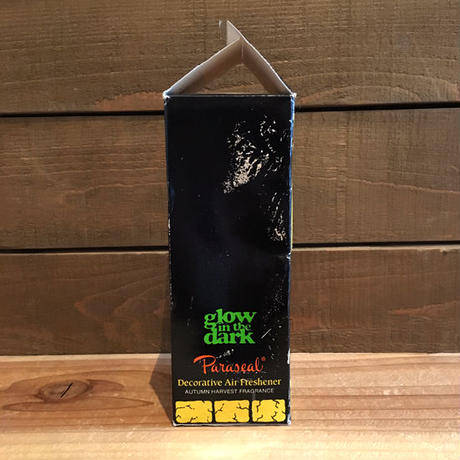 glow
in the
dark
Paraseal®
Decorative Air Freshener
AUTUMN HARVEST FRAGRANCE